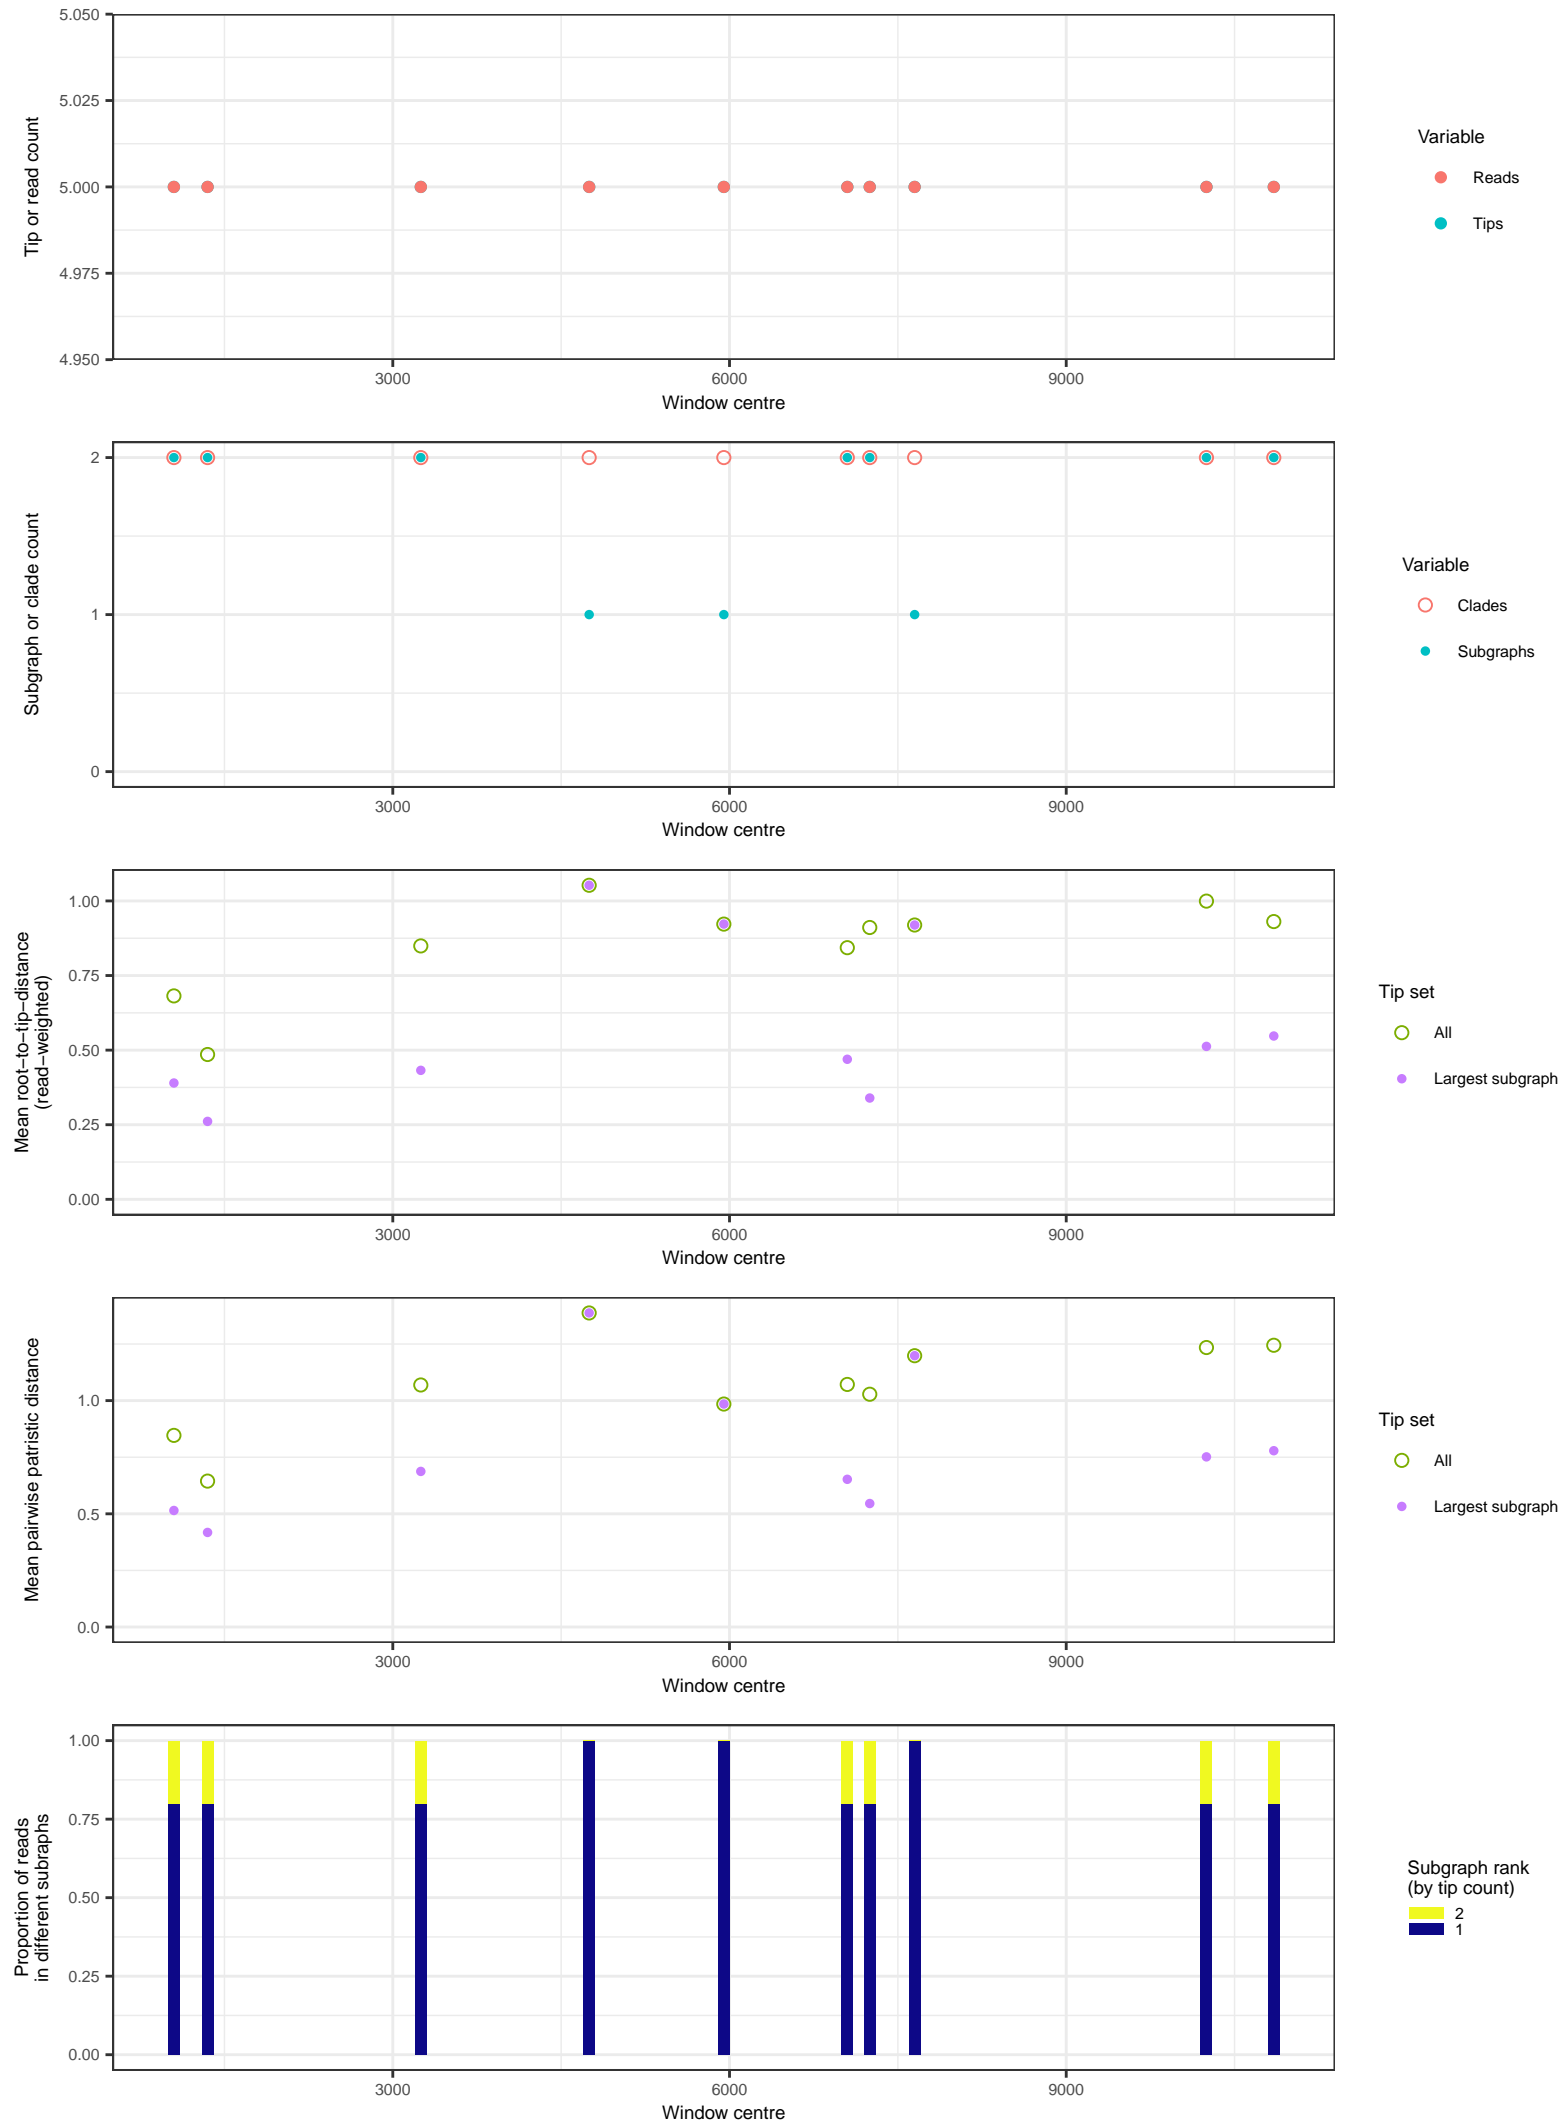 5.050
5.025
5.000
4.975
4.950
Tip or read count
3000
6000
9000
Window centre
Variable
Reads
Tips
2
1
0
Subgraph or clade count
3000
6000
9000
Window centre
Variable
Clades
Subgraphs
1.00
0.75
0.50
0.25
0.00
Mean root−to−tip−distance
(read−weighted)
3000
6000
9000
Window centre
Tip set
All
Largest subgraph
1.0
0.5
0.0
Mean pairwise patristic distance
3000
6000
9000
Window centre
Tip set
All
Largest subgraph
1.00
0.75
0.50
0.25
0.00
Proportion of reads
in different subraphs
3000
6000
9000
Window centre
Subgraph rank
(by tip count)
2
1